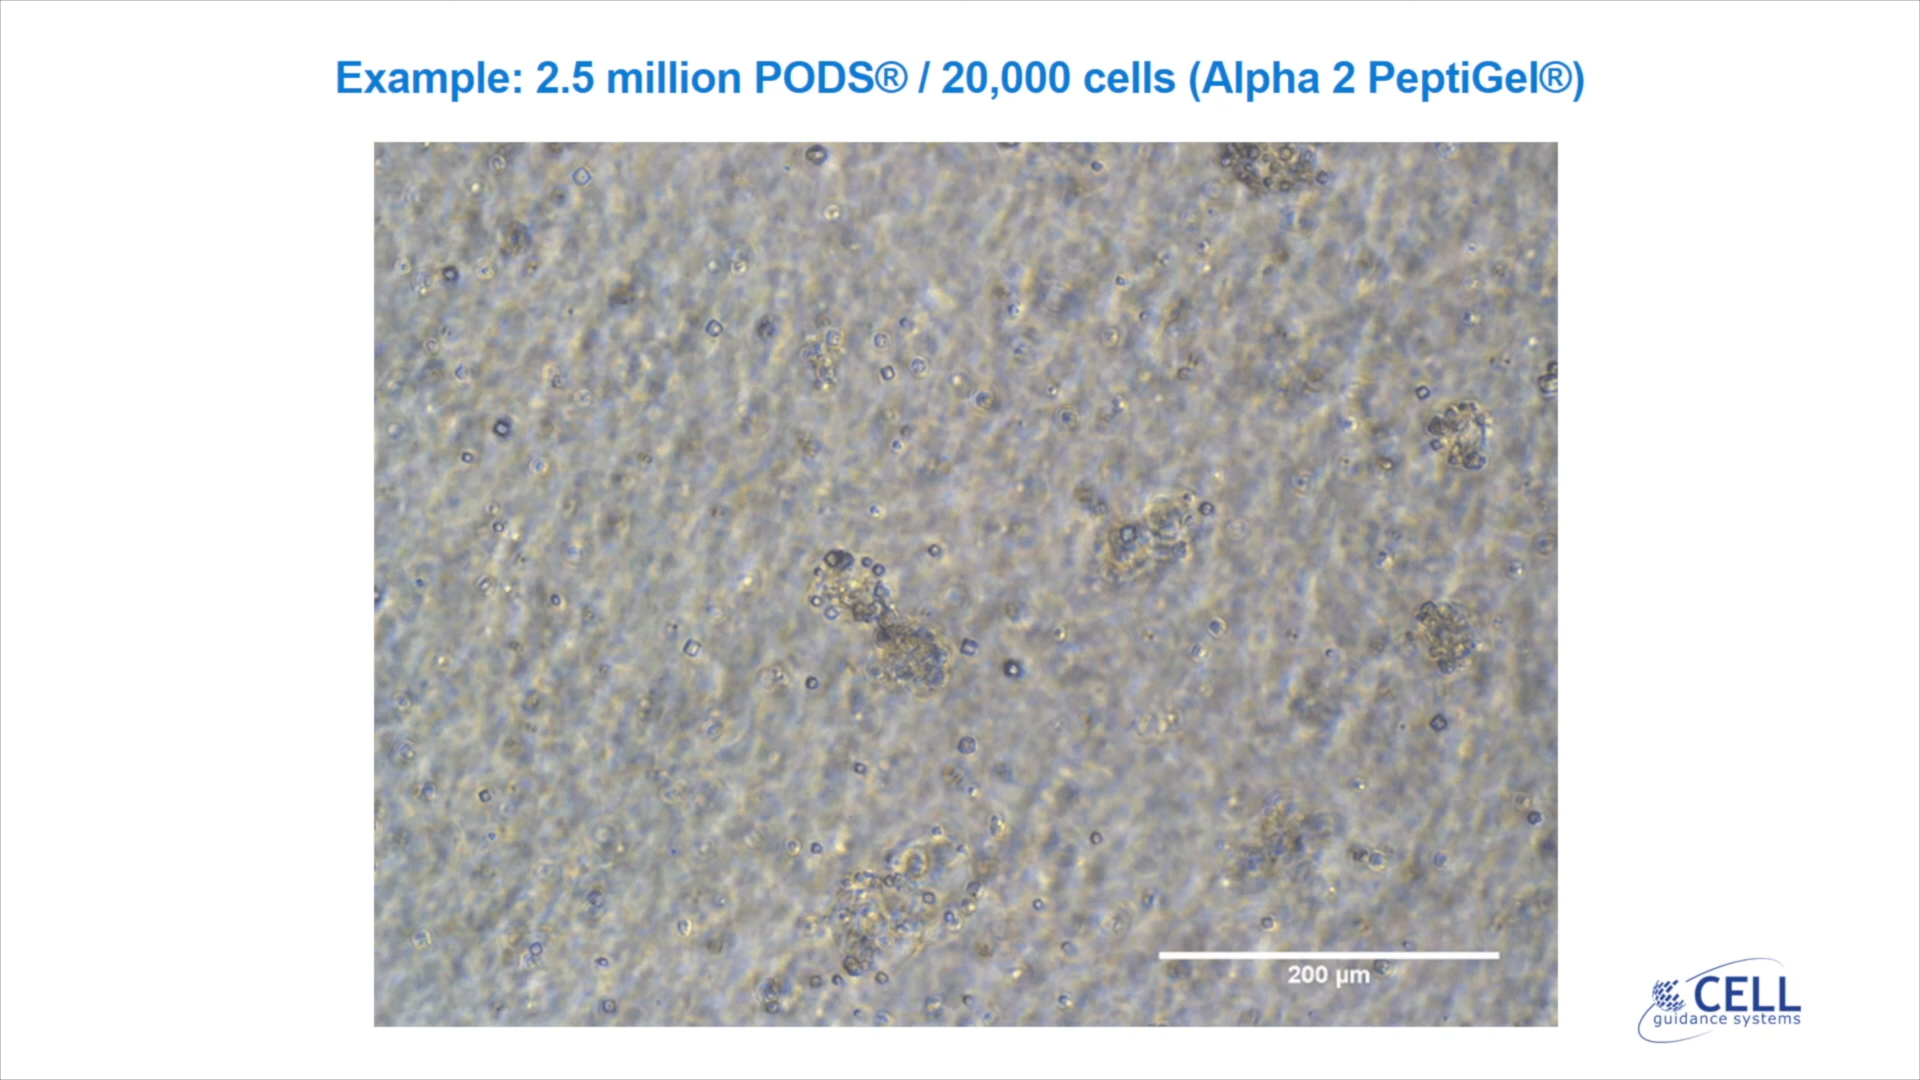 Example: 2.5 million PODS® / 20,000 cells (Alpha 2 PeptiGel®)
200 µm
CELL
guidance systems